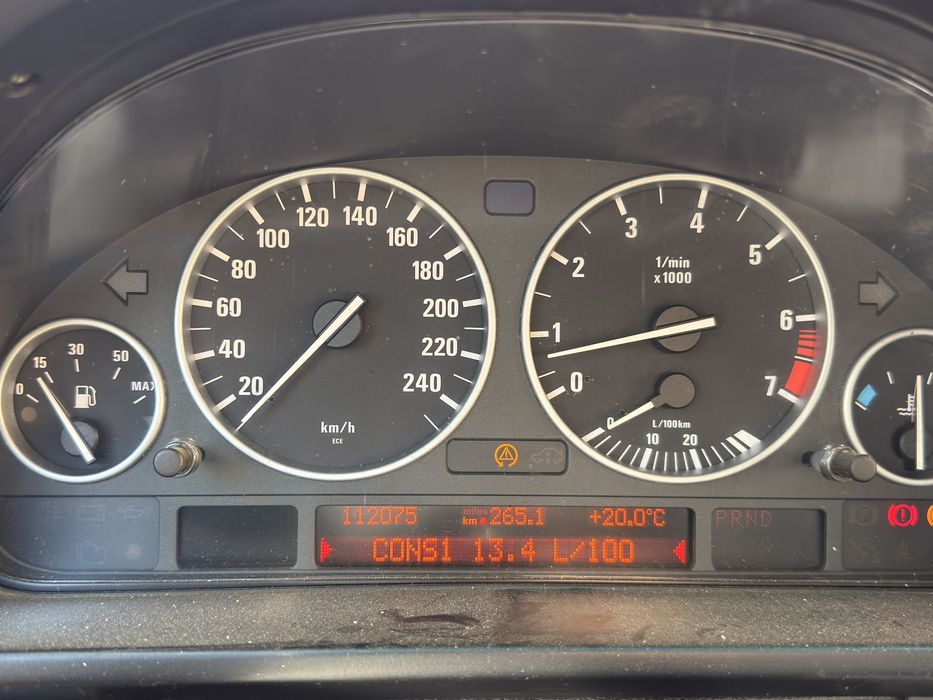 120 140
100 160
80 180
60 200
40 220
20 240
km/h
ECE
3 4
2 5
1/min
x1000
1 6
0 7
L/100km
0 10 20
0 15 30 50 MAX
112075 miles km 265.1 +20.0°C
CONS1 13.4 L/100
PRND